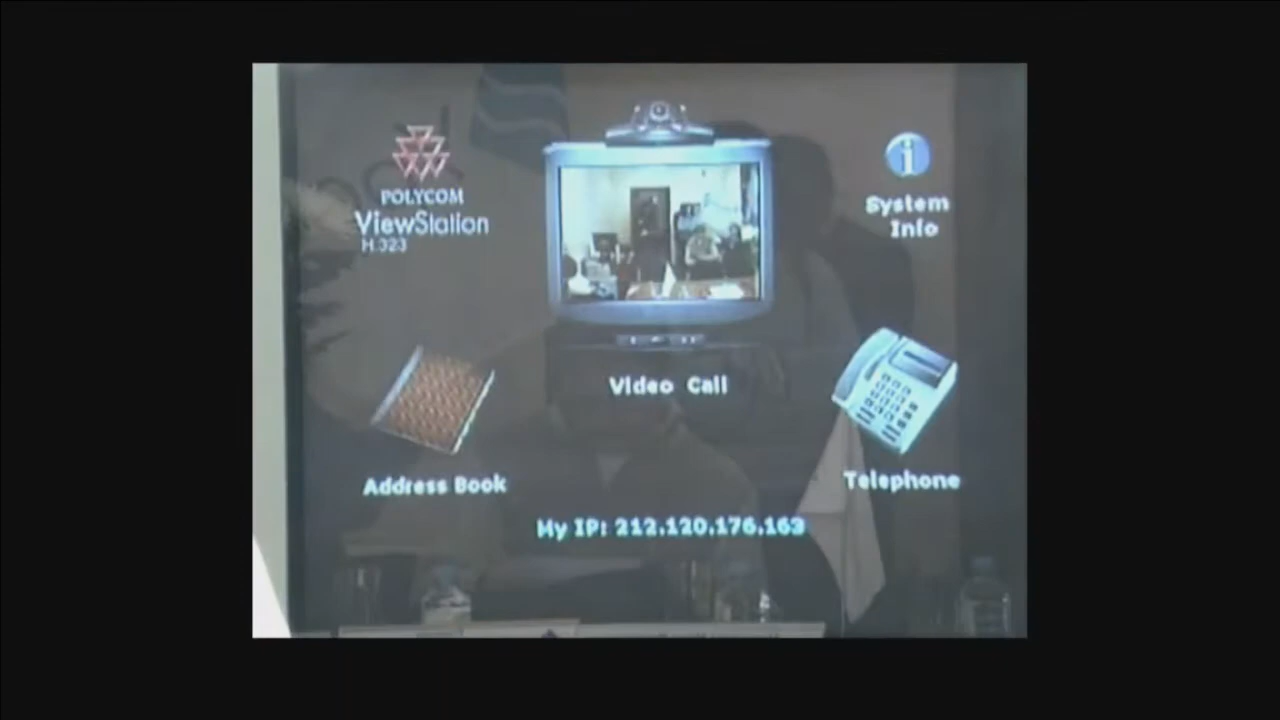 POLYCOM
ViewStation
H.323
System
Info
Video Call
Address Book
Telephone
My IP: 212.120.176.163